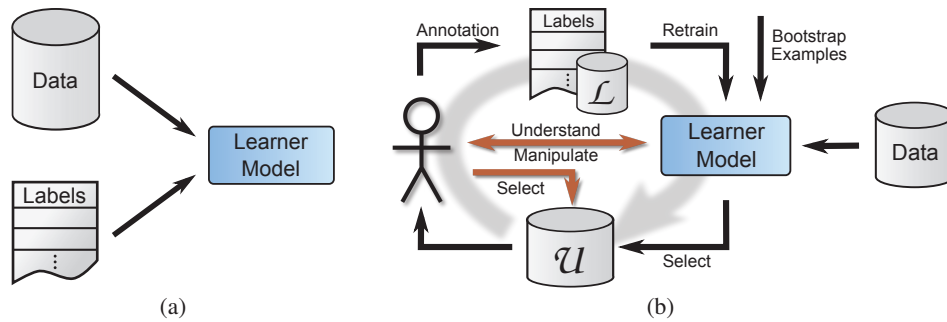 Data
Labels
Learner
Model
(a)
Annotation
Labels
ℒ
Retrain
Bootstrap
Examples
Understand
Manipulate
Select
Learner
Model
Data
𝒰
Select
(b)